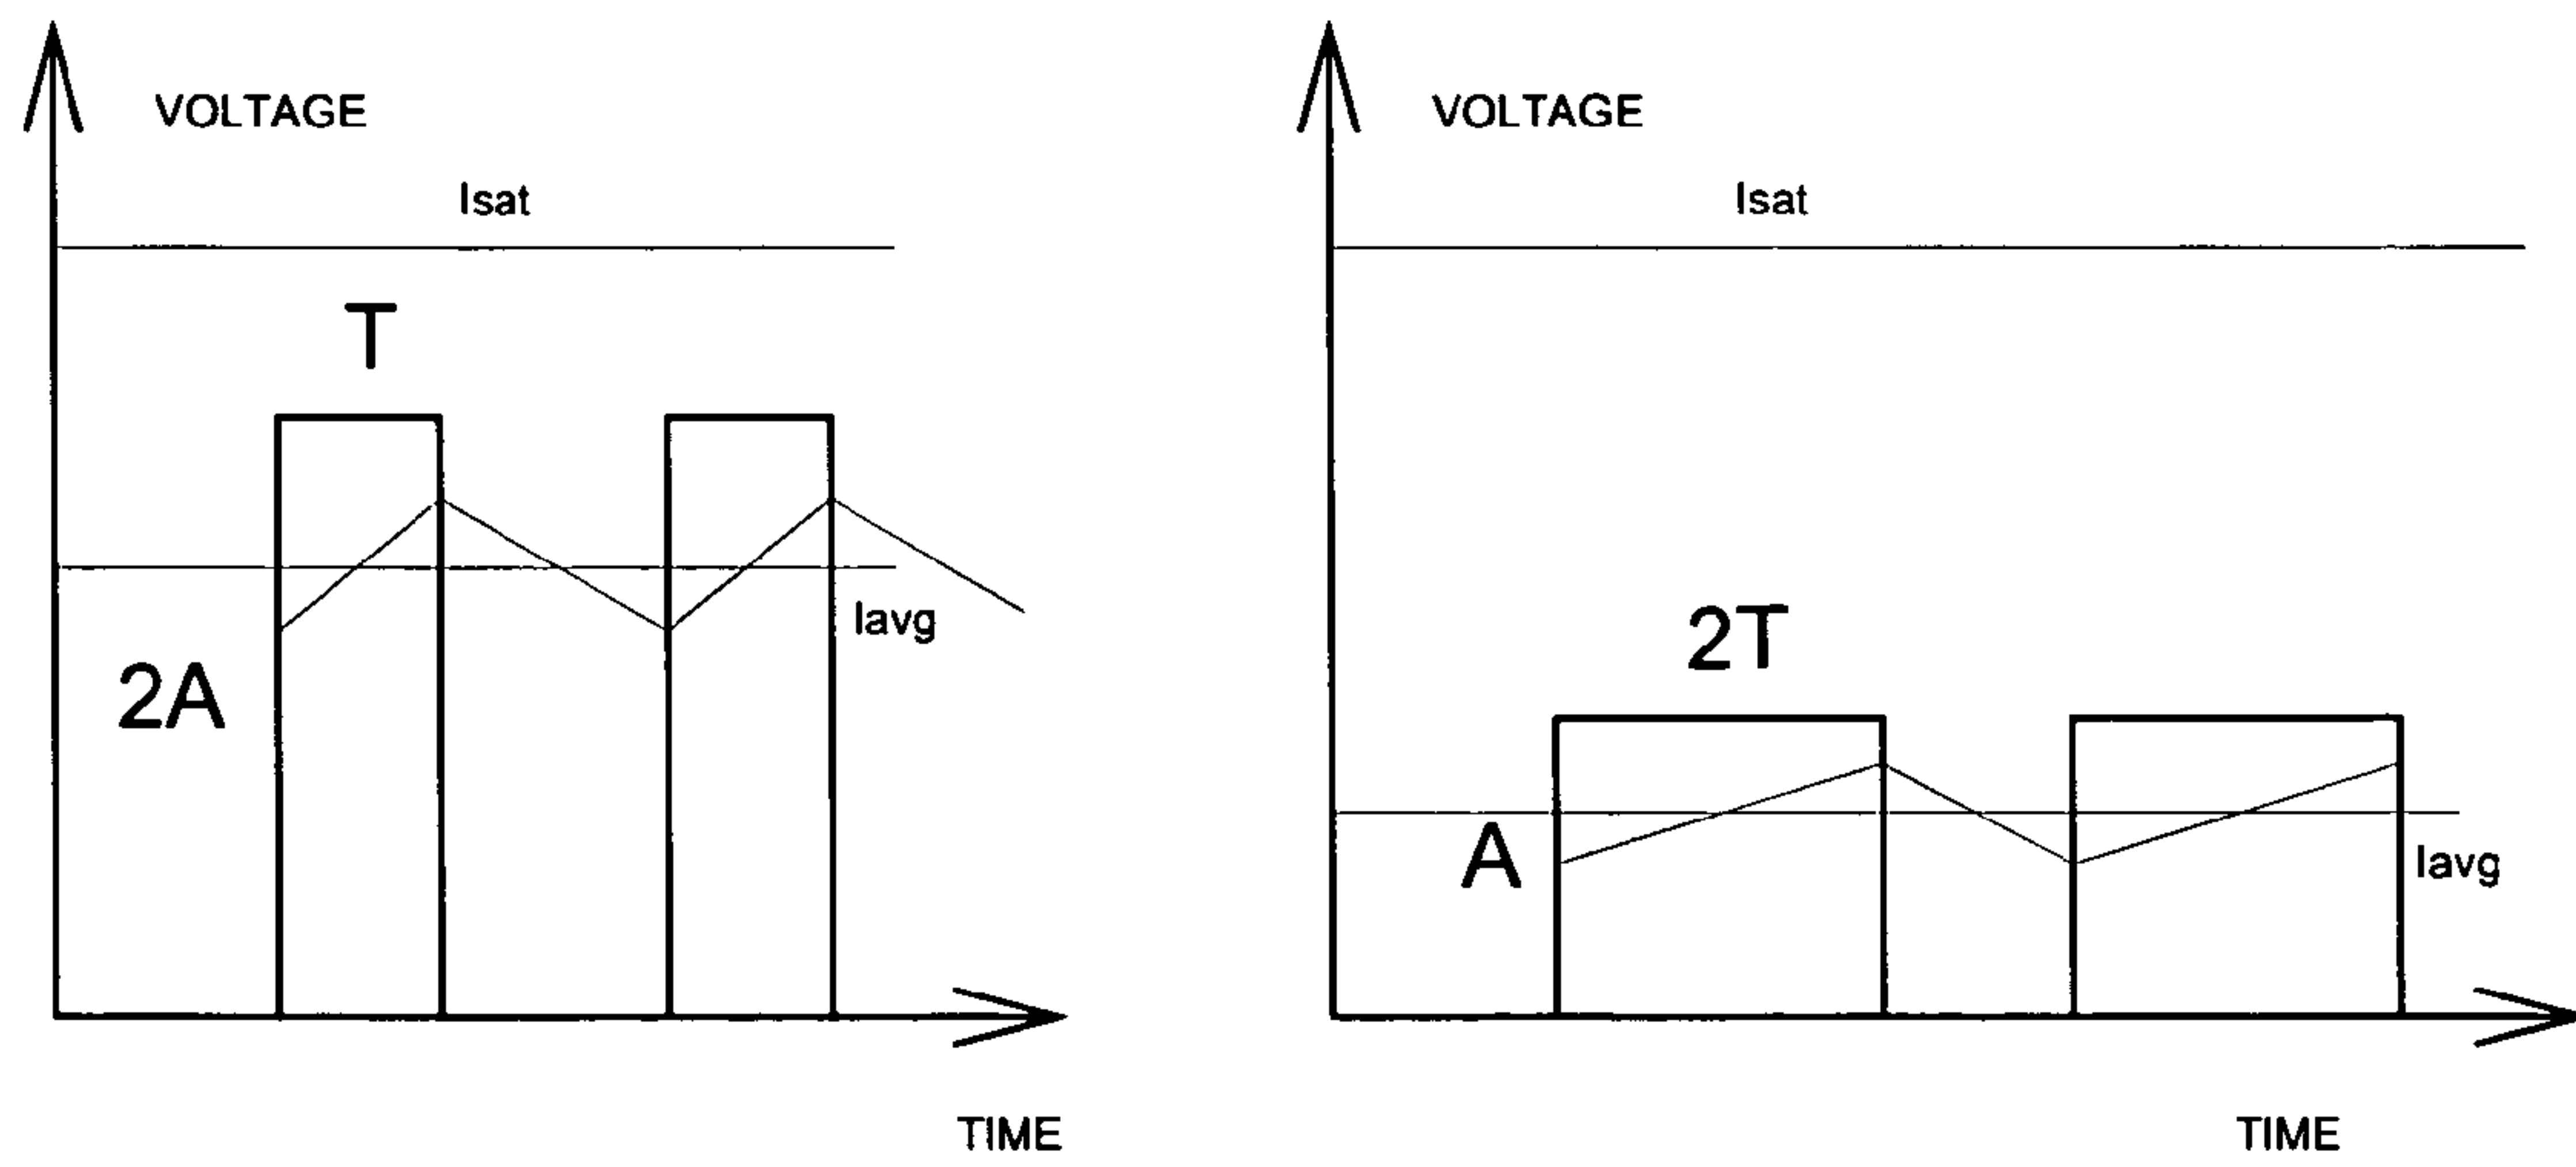 VOLTAGE
Isat
T
Iavg
2A
TIME
VOLTAGE
Isat
2T
A
Iavg
TIME